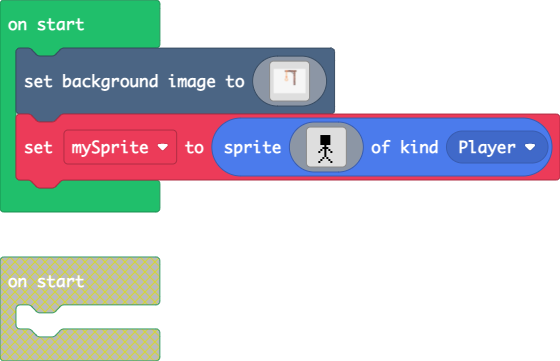 on start
set background image to
set mySprite to sprite of kind Player
on start